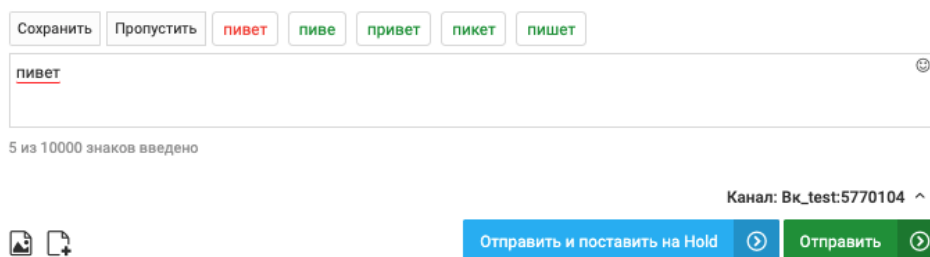 Сохранить Пропустить пивет пиве привет пикет пишет
пивет
5 из 10000 знаков введено
Канал: Вк_test:5770104
Отправить и поставить на Hold Отправить